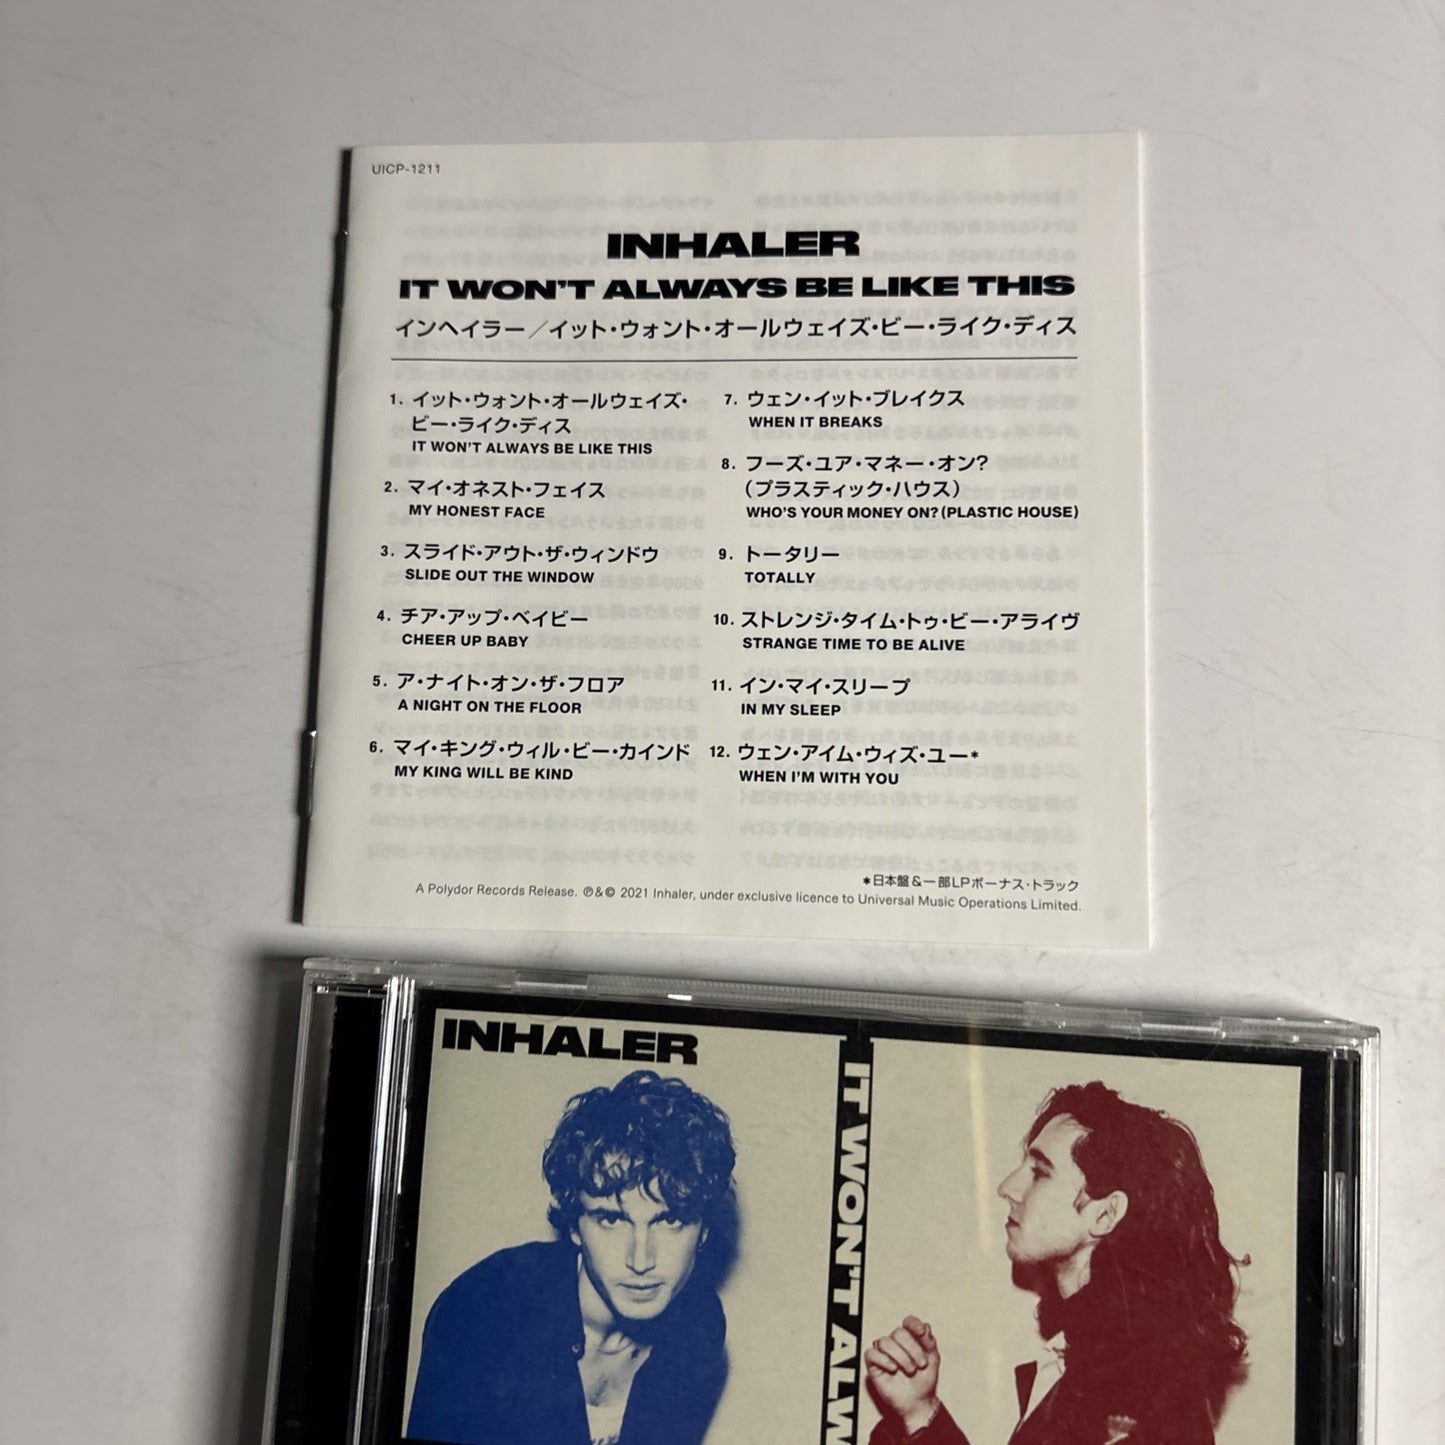 UICP-1211
INHALER
IT WON'T ALWAYS BE LIKE THIS
インヘイラー／イット・ウォント・オールウェイズ・ビー・ライク・ディス
1. イット・ウォント・オールウェイズ・
ビー・ライク・ディス
IT WON'T ALWAYS BE LIKE THIS
2. マイ・オネスト・フェイス
MY HONEST FACE
3. スライド・アウト・ザ・ウィンドウ
SLIDE OUT THE WINDOW
4. チア・アップ・ベイビー
CHEER UP BABY
5. ア・ナイト・オン・ザ・フロア
A NIGHT ON THE FLOOR
6. マイ・キング・ウィル・ビー・カインド
MY KING WILL BE KIND
7. ウェン・イット・ブレイクス
WHEN IT BREAKS
8. フーズ・ユア・マネー・オン?
（プラスティック・ハウス）
WHO'S YOUR MONEY ON? (PLASTIC HOUSE)
9. トータリー
TOTALLY
10. ストレンジ・タイム・トゥ・ビー・アライヴ
STRANGE TIME TO BE ALIVE
11. イン・マイ・スリープ
IN MY SLEEP
12. ウェン・アイム・ウィズ・ユー*
WHEN I'M WITH YOU
*日本盤&一部LPボーナス・トラック
A Polydor Records Release. ℗&© 2021 Inhaler, under exclusive licence to Universal Music Operations Limited.
INHALER
IT WON'T ALW